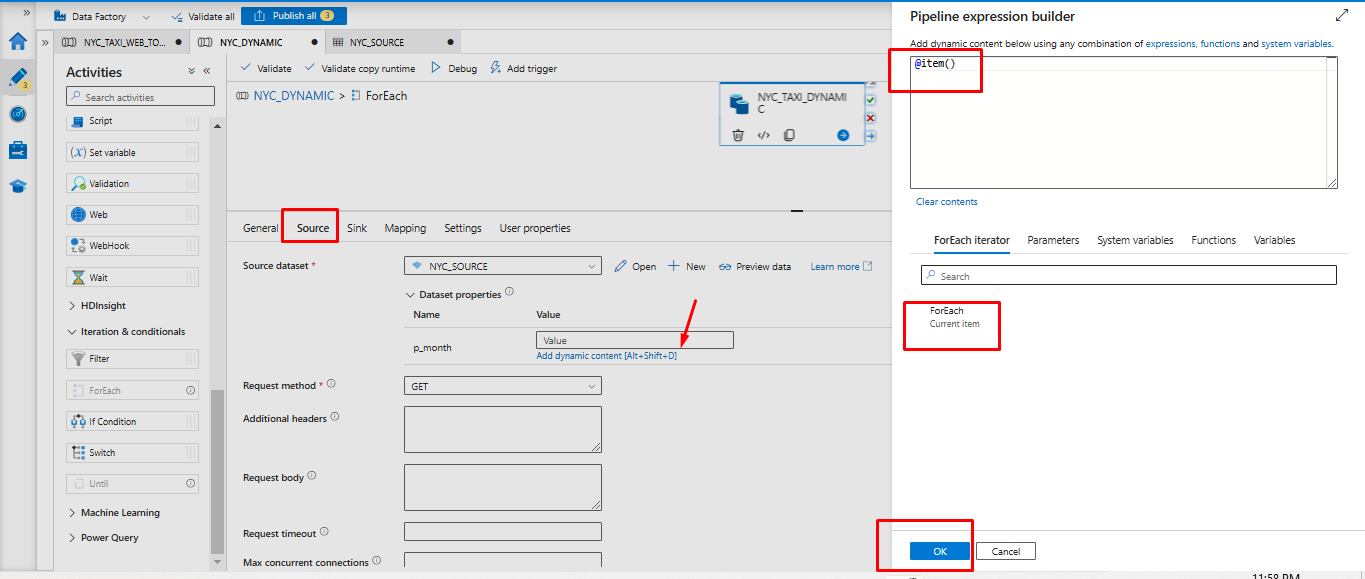 Data Factory
Validate all
Publish all 3
NYC_TAXI_WEB_TO...
NYC_DYNAMIC
NYC_SOURCE
3
Activities
Search activities
Script
(x) Set variable
Validation
Web
WebHook
Wait
HDInsight
Iteration & conditionals
Filter
ForEach
If Condition
Switch
Until
Machine Learning
Power Query
Validate
Validate copy runtime
Debug
Add trigger
NYC_DYNAMIC > ForEach
NYC_TAXI_DYNAMI
C
General
Source
Sink
Mapping
Settings
User properties
Source dataset *
NYC_SOURCE
Open
New
Preview data
Learn more
Dataset properties
Name
Value
p_month
Value
Add dynamic content [Alt+Shift+D]
Request method *
GET
Additional headers
Request body
Request timeout
Max concurrent connections
Pipeline expression builder
Add dynamic content below using any combination of expressions, functions and system variables.
@item()
Clear contents
ForEach iterator
Parameters
System variables
Functions
Variables
Search
ForEach
Current item
OK
Cancel
11:58 PM